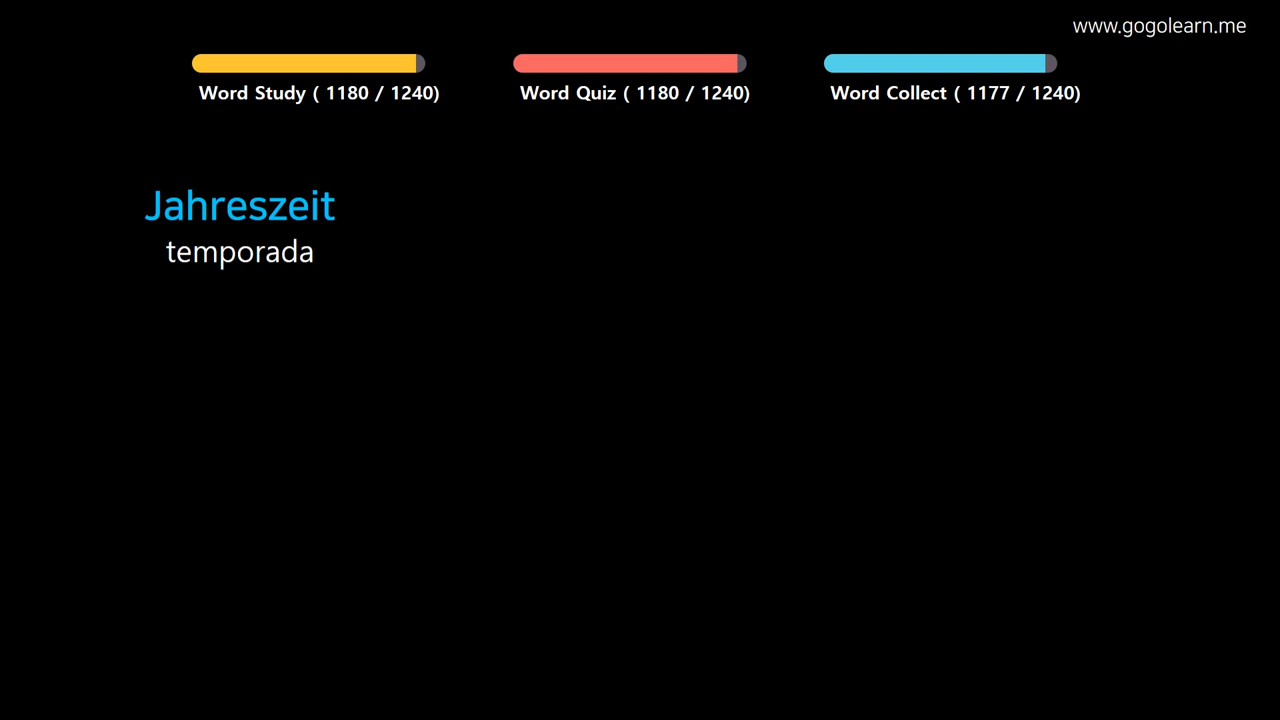 www.gogolearn.me
Word Study ( 1180 / 1240)
Word Quiz ( 1180 / 1240)
Word Collect ( 1177 / 1240)
Jahreszeit
temporada